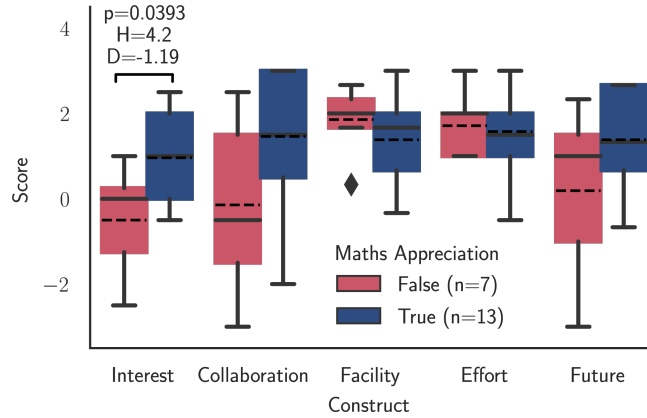 p=0.0393
H=4.2
D=-1.19
4
2
0
−2
Score
Maths Appreciation
False (n=7)
True (n=13)
Interest
Collaboration
Facility
Effort
Future
Construct